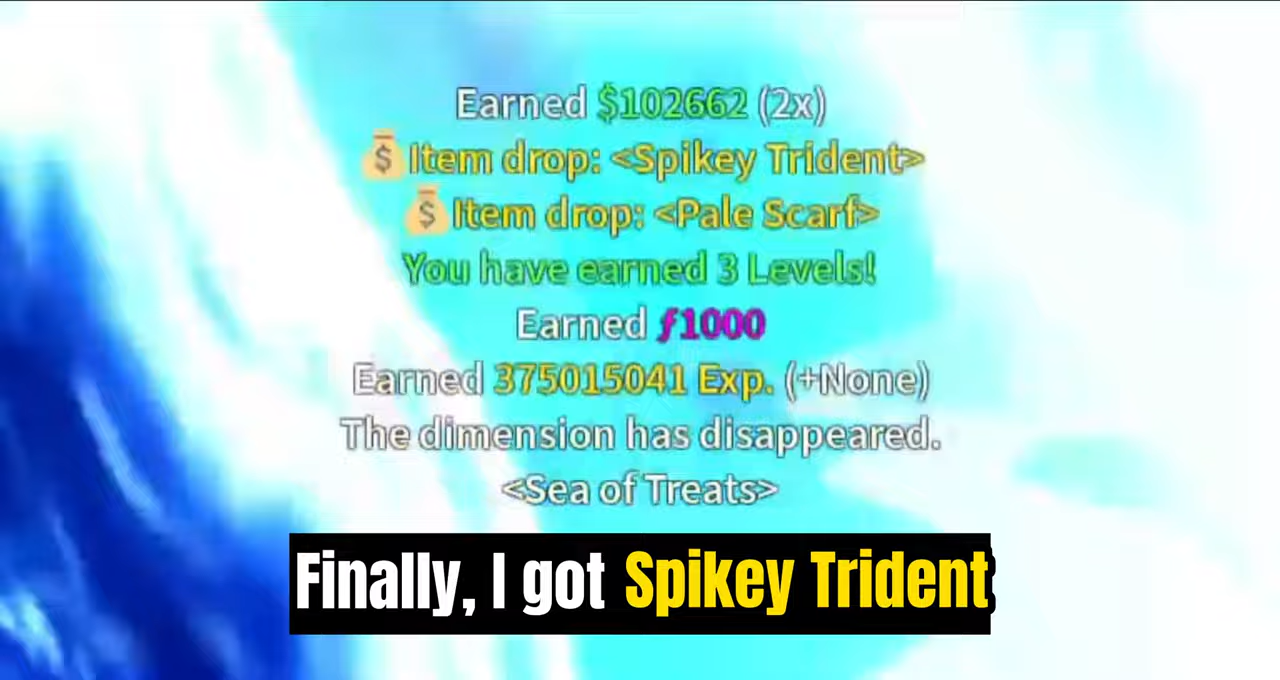 Earned $102662 (2x)
💰Item drop: <Spikey Trident>
💰Item drop: <Pale Scarf>
You have earned 3 Levels!
Earned ƒ1000
Earned 375015041 Exp. (+None)
The dimension has disappeared.
<Sea of Treats>
Finally, I got Spikey Trident